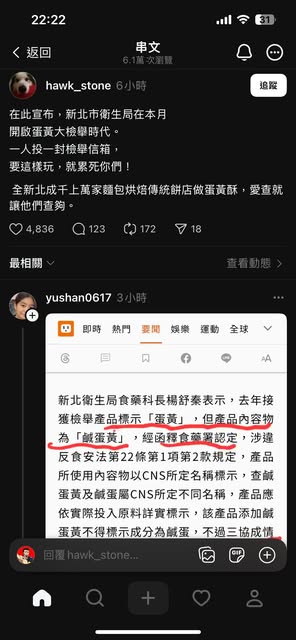 22:22
31
返回
串文
6.1萬 次瀏覽
hawk_stone 6小時
追蹤
在此宣布，新北市衛生局在本月
開啟蛋黃大檢舉時代。
一人投一封檢舉信箱，
要這樣玩，就累死你們！
全新北成千上萬家麵包烘焙傳統餅店做蛋黃酥，愛查就
讓他們查夠。
4,836 123 172 18
最相關
查看動態
yushan0617 3小時
即時 熱門 要聞 娛樂 運動 全球
AA
新北衛生局食藥科長楊舒秦表示，去年接
獲檢舉產品標示「蛋黃」，但產品內容物
為「鹹蛋黃」，經函釋食藥署認定，涉違
反食安法第22條第1項第2款規定，產品
所使用內容物以CNS所定名稱標示，查鹹
蛋黃及鹹蛋屬CNS所定不同名稱，產品應
依實際投入原料詳實標示，該產品添加鹹
蛋黃不得標示成分為鹹蛋，不過三協成情
回覆hawk_stone...
GIF